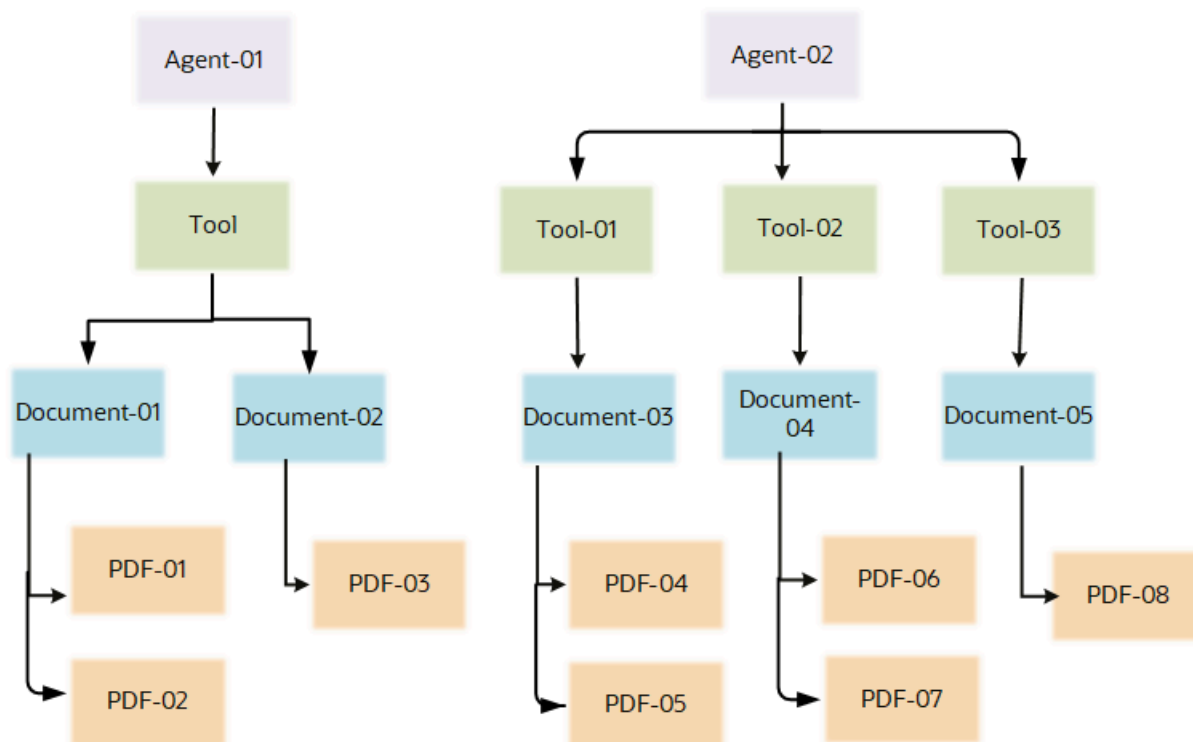 Agent-01
Agent-02
Tool
Tool-01
Tool-02
Tool-03
Document-01
Document-02
Document-03
Document-
04
Document-05
PDF-01
PDF-03
PDF-04
PDF-06
PDF-08
PDF-02
PDF-05
PDF-07